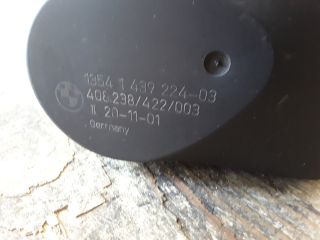 1354 1 439 224-03
408.238/422/003
II 20-11-01
Germany